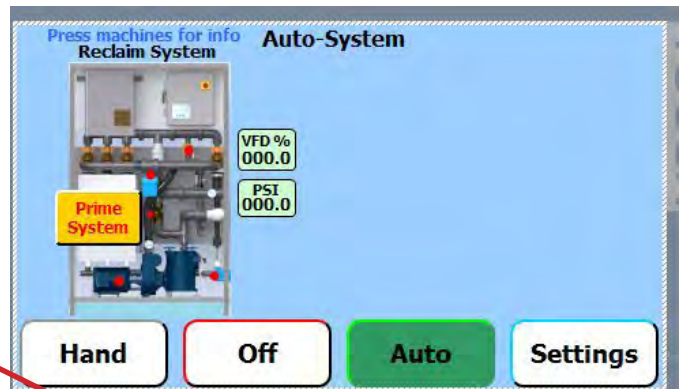 Press machines for info
Auto-System
Reclaim System
VFD %
000.0
PSI
000.0
Prime
System
Hand
Off
Auto
Settings